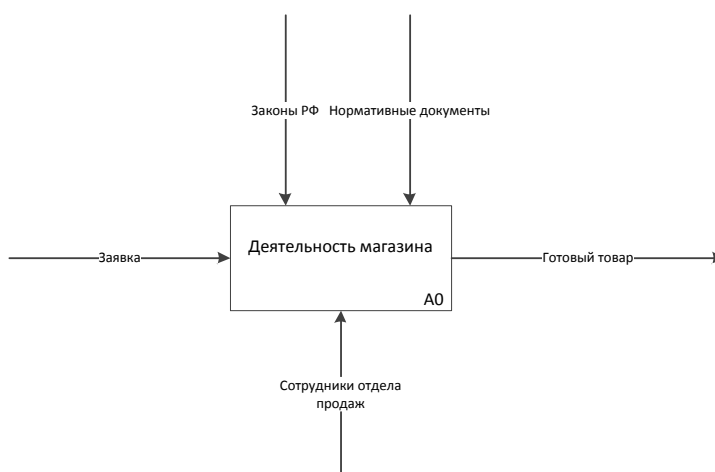 Законы РФ
Нормативные документы
Деятельность магазина
Заявка
Готовый товар
A0
Сотрудники отдела
продаж